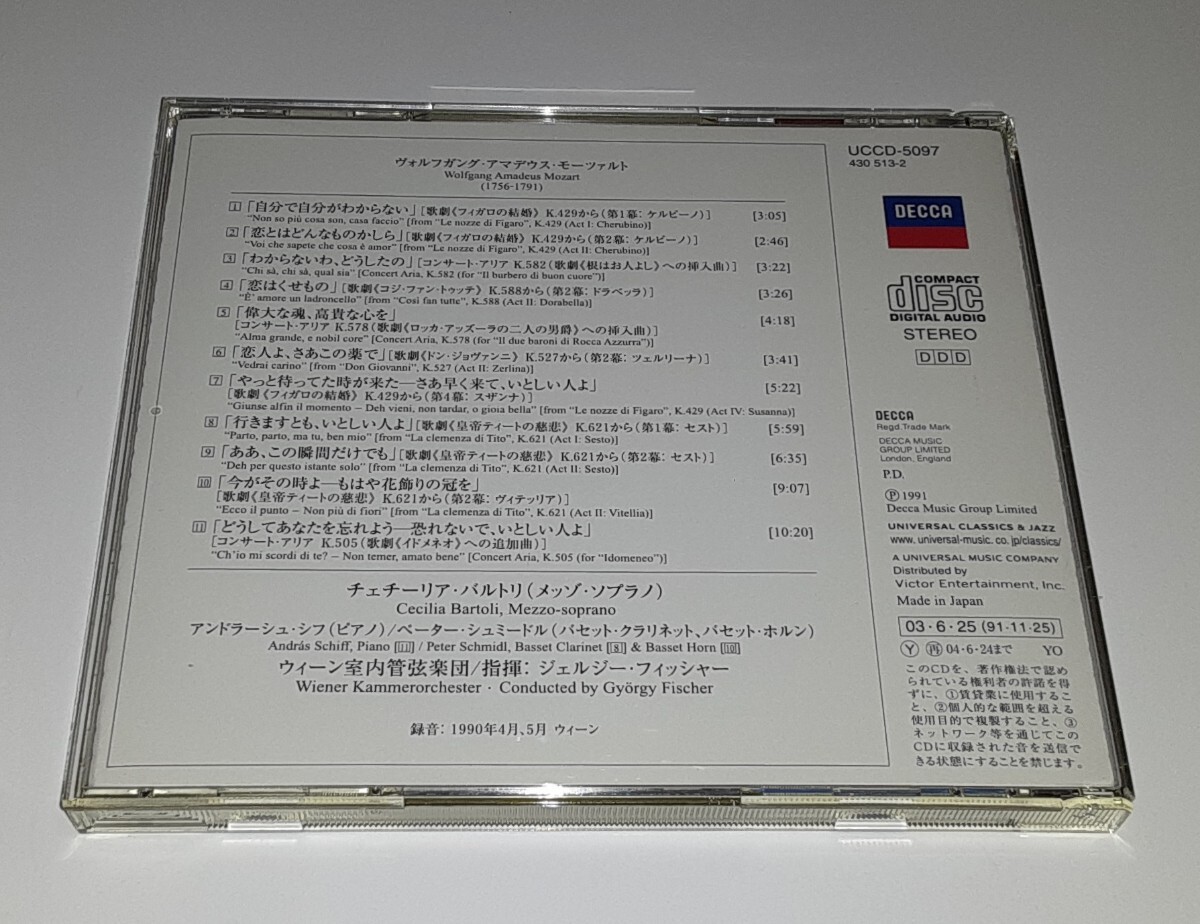 ヴォルフガング・アマデウス・モーツァルト
Wolfgang Amadeus Mozart
(1756-1791)
1 「自分で自分がわからない」[歌劇《フィガロの結婚》 K.429から(第1幕: ケルビーノ)] [3:05]
"Non so più cosa son, casa faccio" [from "Le nozze di Figaro", K.429 (Act I: Cherubino)]
2 「恋とはどんなものかしら」[歌劇《フィガロの結婚》 K.429から(第2幕: ケルビーノ)] [2:46]
"Voi che sapete che cosa è amor" [from "Le nozze di Figaro", K.429 (Act II: Cherubino)]
3 「わからないわ、どうしたの」[コンサート・アリア K.582(歌劇《根はお人よし》への挿入曲)] [3:22]
"Chi sà, chi sà, qual sia" [Concert Aria, K.582 (for "Il burbero di buon cuore")]
4 「恋はくせもの」[歌劇《コジ・ファン・トゥッテ》 K.588から(第2幕: ドラベッラ)] [3:26]
"È' amore un ladroncello" [from "Così fan tutte", K.588 (Act II: Dorabella)]
5 「偉大な魂、高貴な心を」 [4:18]
[コンサート・アリア K.578(歌劇《ロッカ・アッズーラの二人の男爵》への挿入曲)]
"Alma grande, e nobil core" [Concert Aria, K.578 (for "Il due baroni di Rocca Azzurra")]
6 「恋人よ、さあこの薬で」[歌劇《ドン・ジョヴァンニ》 K.527から(第2幕: ツェルリーナ)] [3:41]
"Vedrai carino" [from "Don Giovanni", K.527 (Act II: Zerlina)]
7 「やっと待ってた時が来た―さあ早く来て、いとしい人よ」 [5:22]
[歌劇《フィガロの結婚》 K.429から(第4幕: スザンナ)]
"Giunse alfin il momento – Deh vieni, non tardar, o gioia bella" [from "Le nozze di Figaro", K.429 (Act IV: Susanna)]
8 「行きますとも、いとしい人よ」[歌劇《皇帝ティートの慈悲》 K.621から(第1幕: セスト)] [5:59]
"Parto, parto, ma tu, ben mio" [from "La clemenza di Tito", K.621 (Act I: Sesto)]
9 「ああ、この瞬間だけでも」[歌劇《皇帝ティートの慈悲》 K.621から(第2幕: セスト)] [6:35]
"Deh per questo istante solo" [from "La clemenza di Tito", K.621 (Act II: Sesto)]
10 「今がその時よ―もはや花飾りの冠を」 [9:07]
[歌劇《皇帝ティートの慈悲》 K.621から(第2幕: ヴィテッリア)]
"Ecco il punto – Non più di fiori" [from "La clemenza di Tito", K.621 (Act II: Vitellia)]
11 「どうしてあなたを忘れよう―恐れないで、いとしい人よ」 [10:20]
[コンサート・アリア K.505(歌劇《イドメネオ》への追加曲)]
"Ch'io mi scordi di te? – Non temer, amato bene" [Concert Aria, K.505 (for "Idomeneo")]
チェチーリア・バルトリ(メッゾ・ソプラノ)
Cecilia Bartoli, Mezzo-soprano
アンドラーシュ・シフ(ピアノ)/ペーター・シュミードル(バセット・クラリネット、バセット・ホルン)
András Schiff, Piano [11] / Peter Schmidl, Basset Clarinet [8] & Basset Horn [10]
ウィーン室内管弦楽団/指揮: ジェルジー・フィッシャー
Wiener Kammerorchester · Conducted by György Fischer
録音: 1990年4月、5月 ウィーン
UCCD-5097
430 513-2
DECCA
COMPACT
disc
DIGITAL AUDIO
STEREO
DDD
DECCA
Regd. Trade Mark
DECCA MUSIC
GROUP LIMITED
London, England
P.D.
Ⓟ1991
Decca Music Group Limited
UNIVERSAL CLASSICS & JAZZ
www. universal-music. co. jp/classics/
A UNIVERSAL MUSIC COMPANY
Distributed by
Victor Entertainment, Inc.
Made in Japan
03・6・25 (91-11-25)
Ⓨ 再 04・6・24まで YO
このCDを、著作権法で認め
られている権利者の許諾を得
ずに、①賃貸業に使用するこ
と、②個人的な範囲を超える
使用目的で複製すること、③
ネットワーク等を通じてこの
CDに収録された音を送信で
きる状態にすることを禁じます。